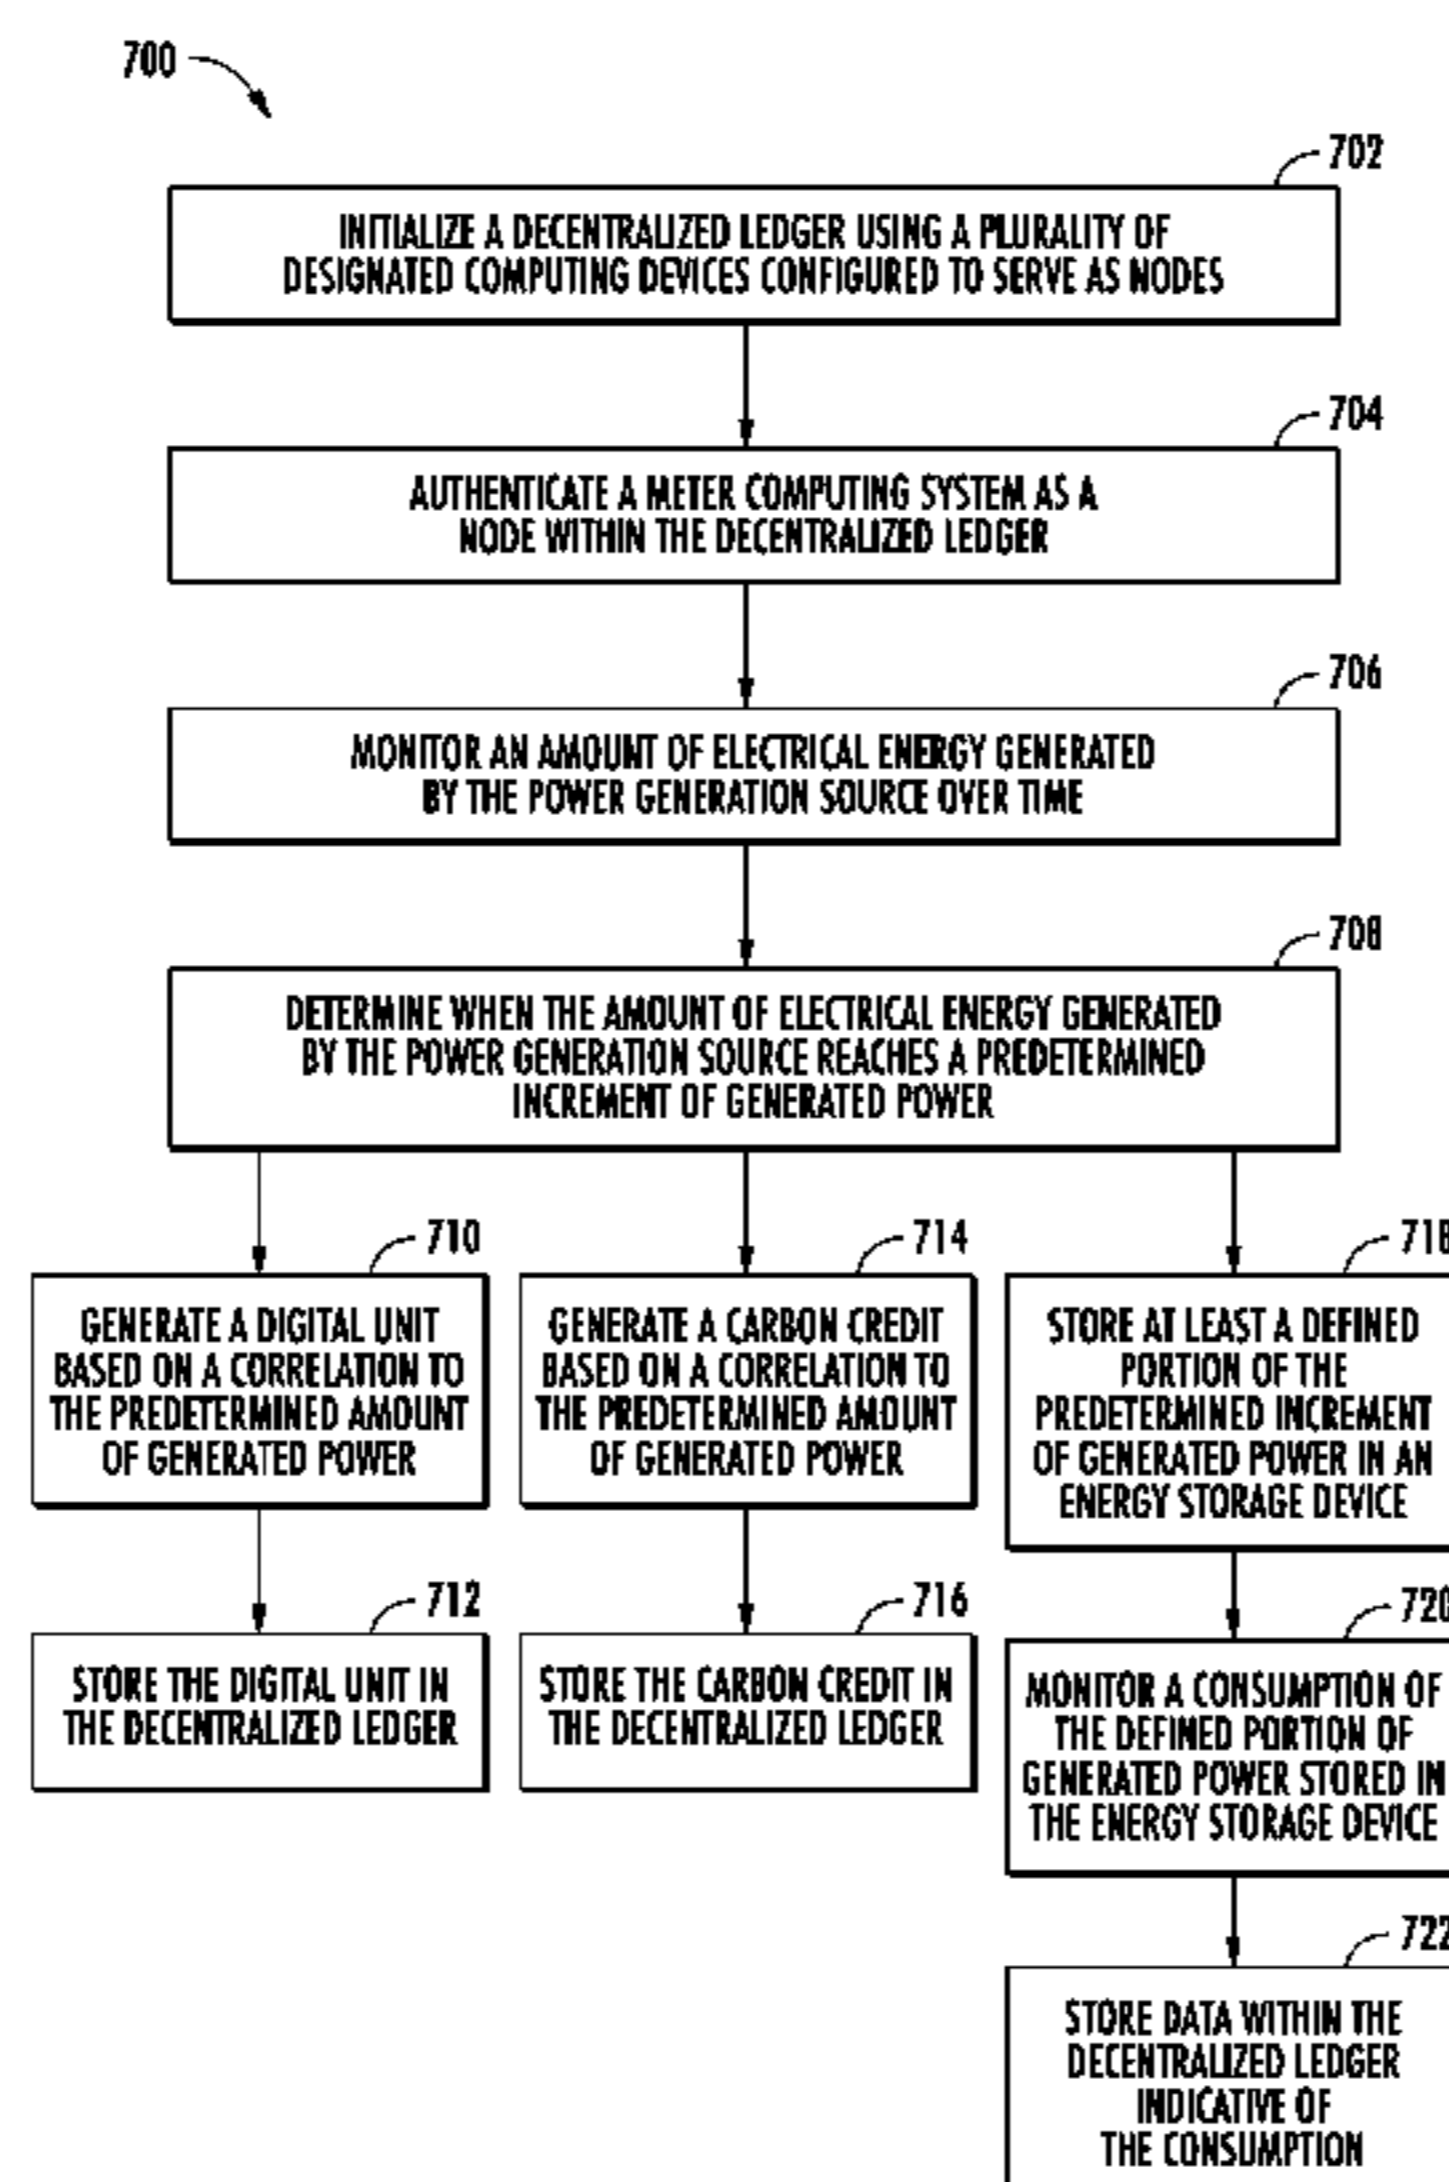 700
702
INITIALIZE A DECENTRALIZED LEDGER USING A PLURALITY OF
DESIGNATED COMPUTING DEVICES CONFIGURED TO SERVE AS NODES
704
AUTHENTICATE A METER COMPUTING SYSTEM AS A
NODE WITHIN THE DECENTRALIZED LEDGER
706
MONITOR AN AMOUNT OF ELECTRICAL ENERGY GENERATED
BY THE POWER GENERATION SOURCE OVER TIME
708
DETERMINE WHEN THE AMOUNT OF ELECTRICAL ENERGY GENERATED
BY THE POWER GENERATION SOURCE REACHES A PREDETERMINED
INCREMENT OF GENERATED POWER
710
GENERATE A DIGITAL UNIT
BASED ON A CORRELATION TO
THE PREDETERMINED AMOUNT
OF GENERATED POWER
712
STORE THE DIGITAL UNIT IN
THE DECENTRALIZED LEDGER
714
GENERATE A CARBON CREDIT
BASED ON A CORRELATION TO
THE PREDETERMINED AMOUNT
OF GENERATED POWER
716
STORE THE CARBON CREDIT IN
THE DECENTRALIZED LEDGER
718
STORE AT LEAST A DEFINED
PORTION OF THE
PREDETERMINED INCREMENT
OF GENERATED POWER IN AN
ENERGY STORAGE DEVICE
720
MONITOR A CONSUMPTION OF
THE DEFINED PORTION OF
GENERATED POWER STORED IN
THE ENERGY STORAGE DEVICE
722
STORE DATA WITHIN THE
DECENTRALIZED LEDGER
INDICATIVE OF
THE CONSUMPTION